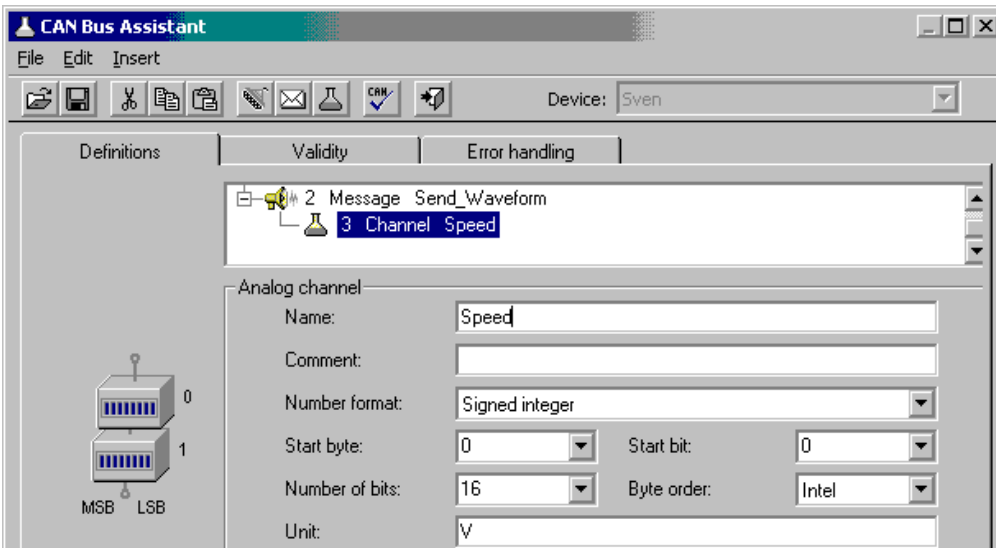 CAN Bus Assistant
File Edit Insert
CAN Device: Sven
Definitions Validity Error handling
2 Message Send_Waveform
3 Channel Speed
Analog channel
Name: Speed
Comment:
Number format: Signed integer
Start byte: 0 Start bit: 0
Number of bits: 16 Byte order: Intel
Unit: V
0
1
MSB LSB